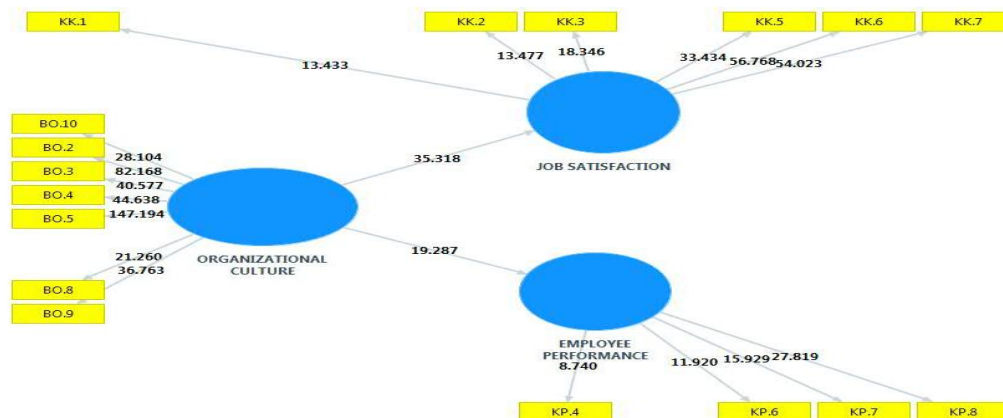 KK.1
KK.2
KK.3
KK.5
KK.6
KK.7
13.433
13.477
18.346
33.434
56.768
54.023
JOB SATISFACTION
BO.10
BO.2
BO.3
BO.4
BO.5
BO.8
BO.9
28.104
82.168
40.577
44.638
147.194
21.260
36.763
ORGANIZATIONAL
CULTURE
35.318
19.287
EMPLOYEE
PERFORMANCE
8.740
11.920
15.929
27.819
KP.4
KP.6
KP.7
KP.8